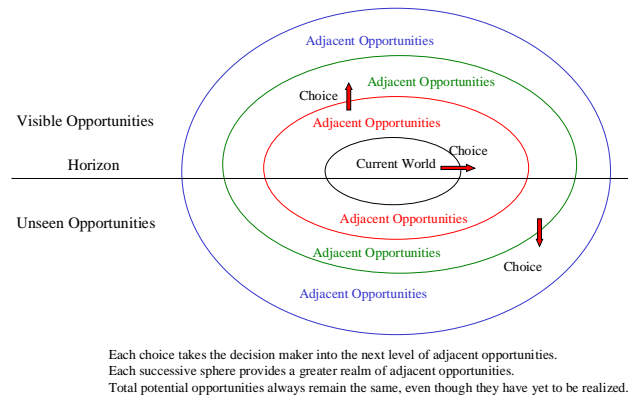 Adjacent Opportunities
Adjacent Opportunities
Choice
Visible Opportunities
Adjacent Opportunities
Choice
Horizon
Current World
Unseen Opportunities
Adjacent Opportunities
Adjacent Opportunities
Choice
Adjacent Opportunities
Each choice takes the decision maker into the next level of adjacent opportunities.
Each successive sphere provides a greater realm of adjacent opportunities.
Total potential opportunities always remain the same, even though they have yet to be realized.